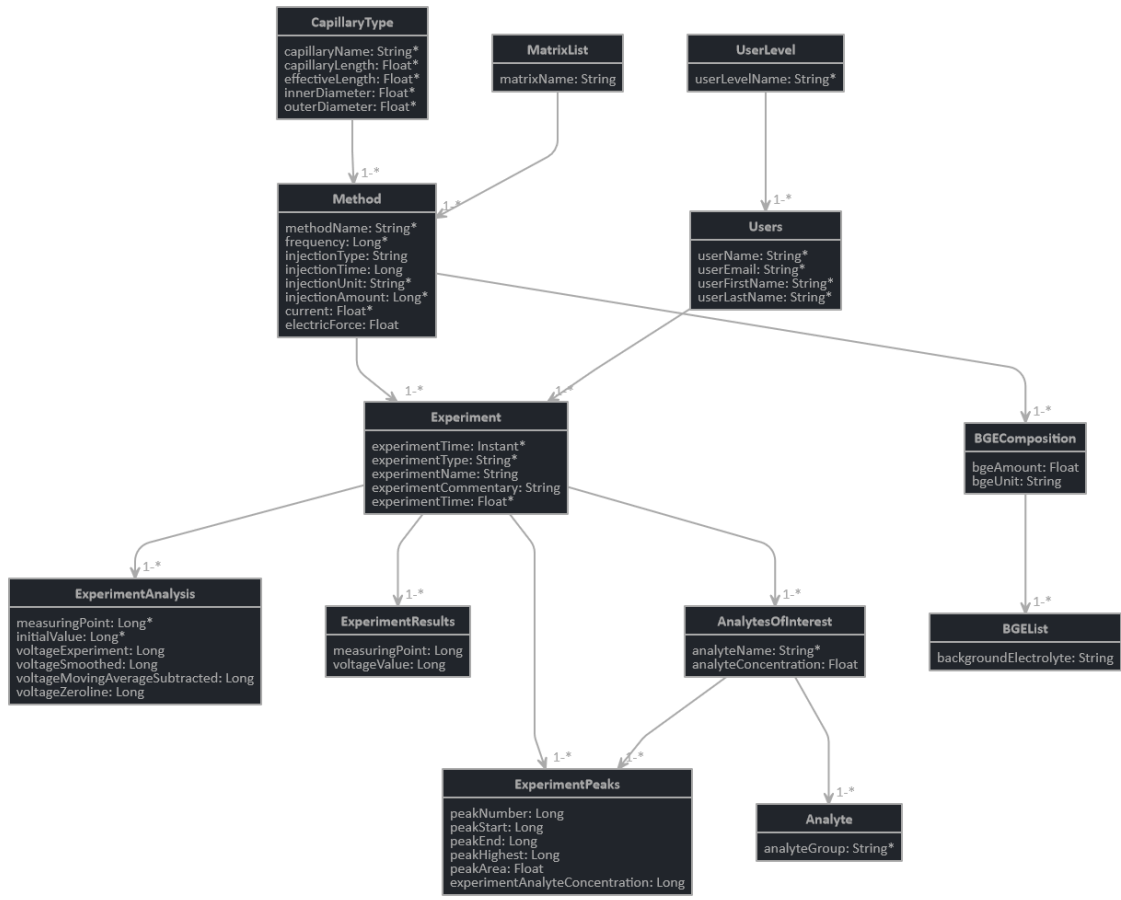 CapillaryType
capillaryName: String*
capillaryLength: Float*
effectiveLength: Float*
innerDiameter: Float*
outerDiameter: Float*
MatrixList
matrixName: String
UserLevel
userLevelName: String*
1-*
1-*
1-*
Method
methodName: String*
frequency: Long*
injectionType: String
injectionTime: Long
injectionUnit: String*
injectionAmount: Long*
current: Float*
electricForce: Float
Users
userName: String*
userEmail: String*
userFirstName: String*
userLastName: String*
1-*
1-*
1-*
Experiment
experimentTime: Instant*
experimentType: String*
experimentName: String
experimentCommentary: String
experimentTime: Float*
BGEComposition
bgeAmount: Float
bgeUnit: String
1-*
1-*
1-*
1-*
ExperimentAnalysis
measuringPoint: Long*
initialValue: Long*
voltageExperiment: Long
voltageSmoothed: Long
voltageMovingAverageSubtracted: Long
voltageZeroline: Long
ExperimentResults
measuringPoint: Long
voltageValue: Long
AnalytesOfInterest
analyteName: String*
analyteConcentration: Float
BGEList
backgroundElectrolyte: String
1-*
1-*
1-*
ExperimentPeaks
peakNumber: Long
peakStart: Long
peakEnd: Long
peakHighest: Long
peakArea: Float
experimentAnalyteConcentration: Long
Analyte
analyteGroup: String*